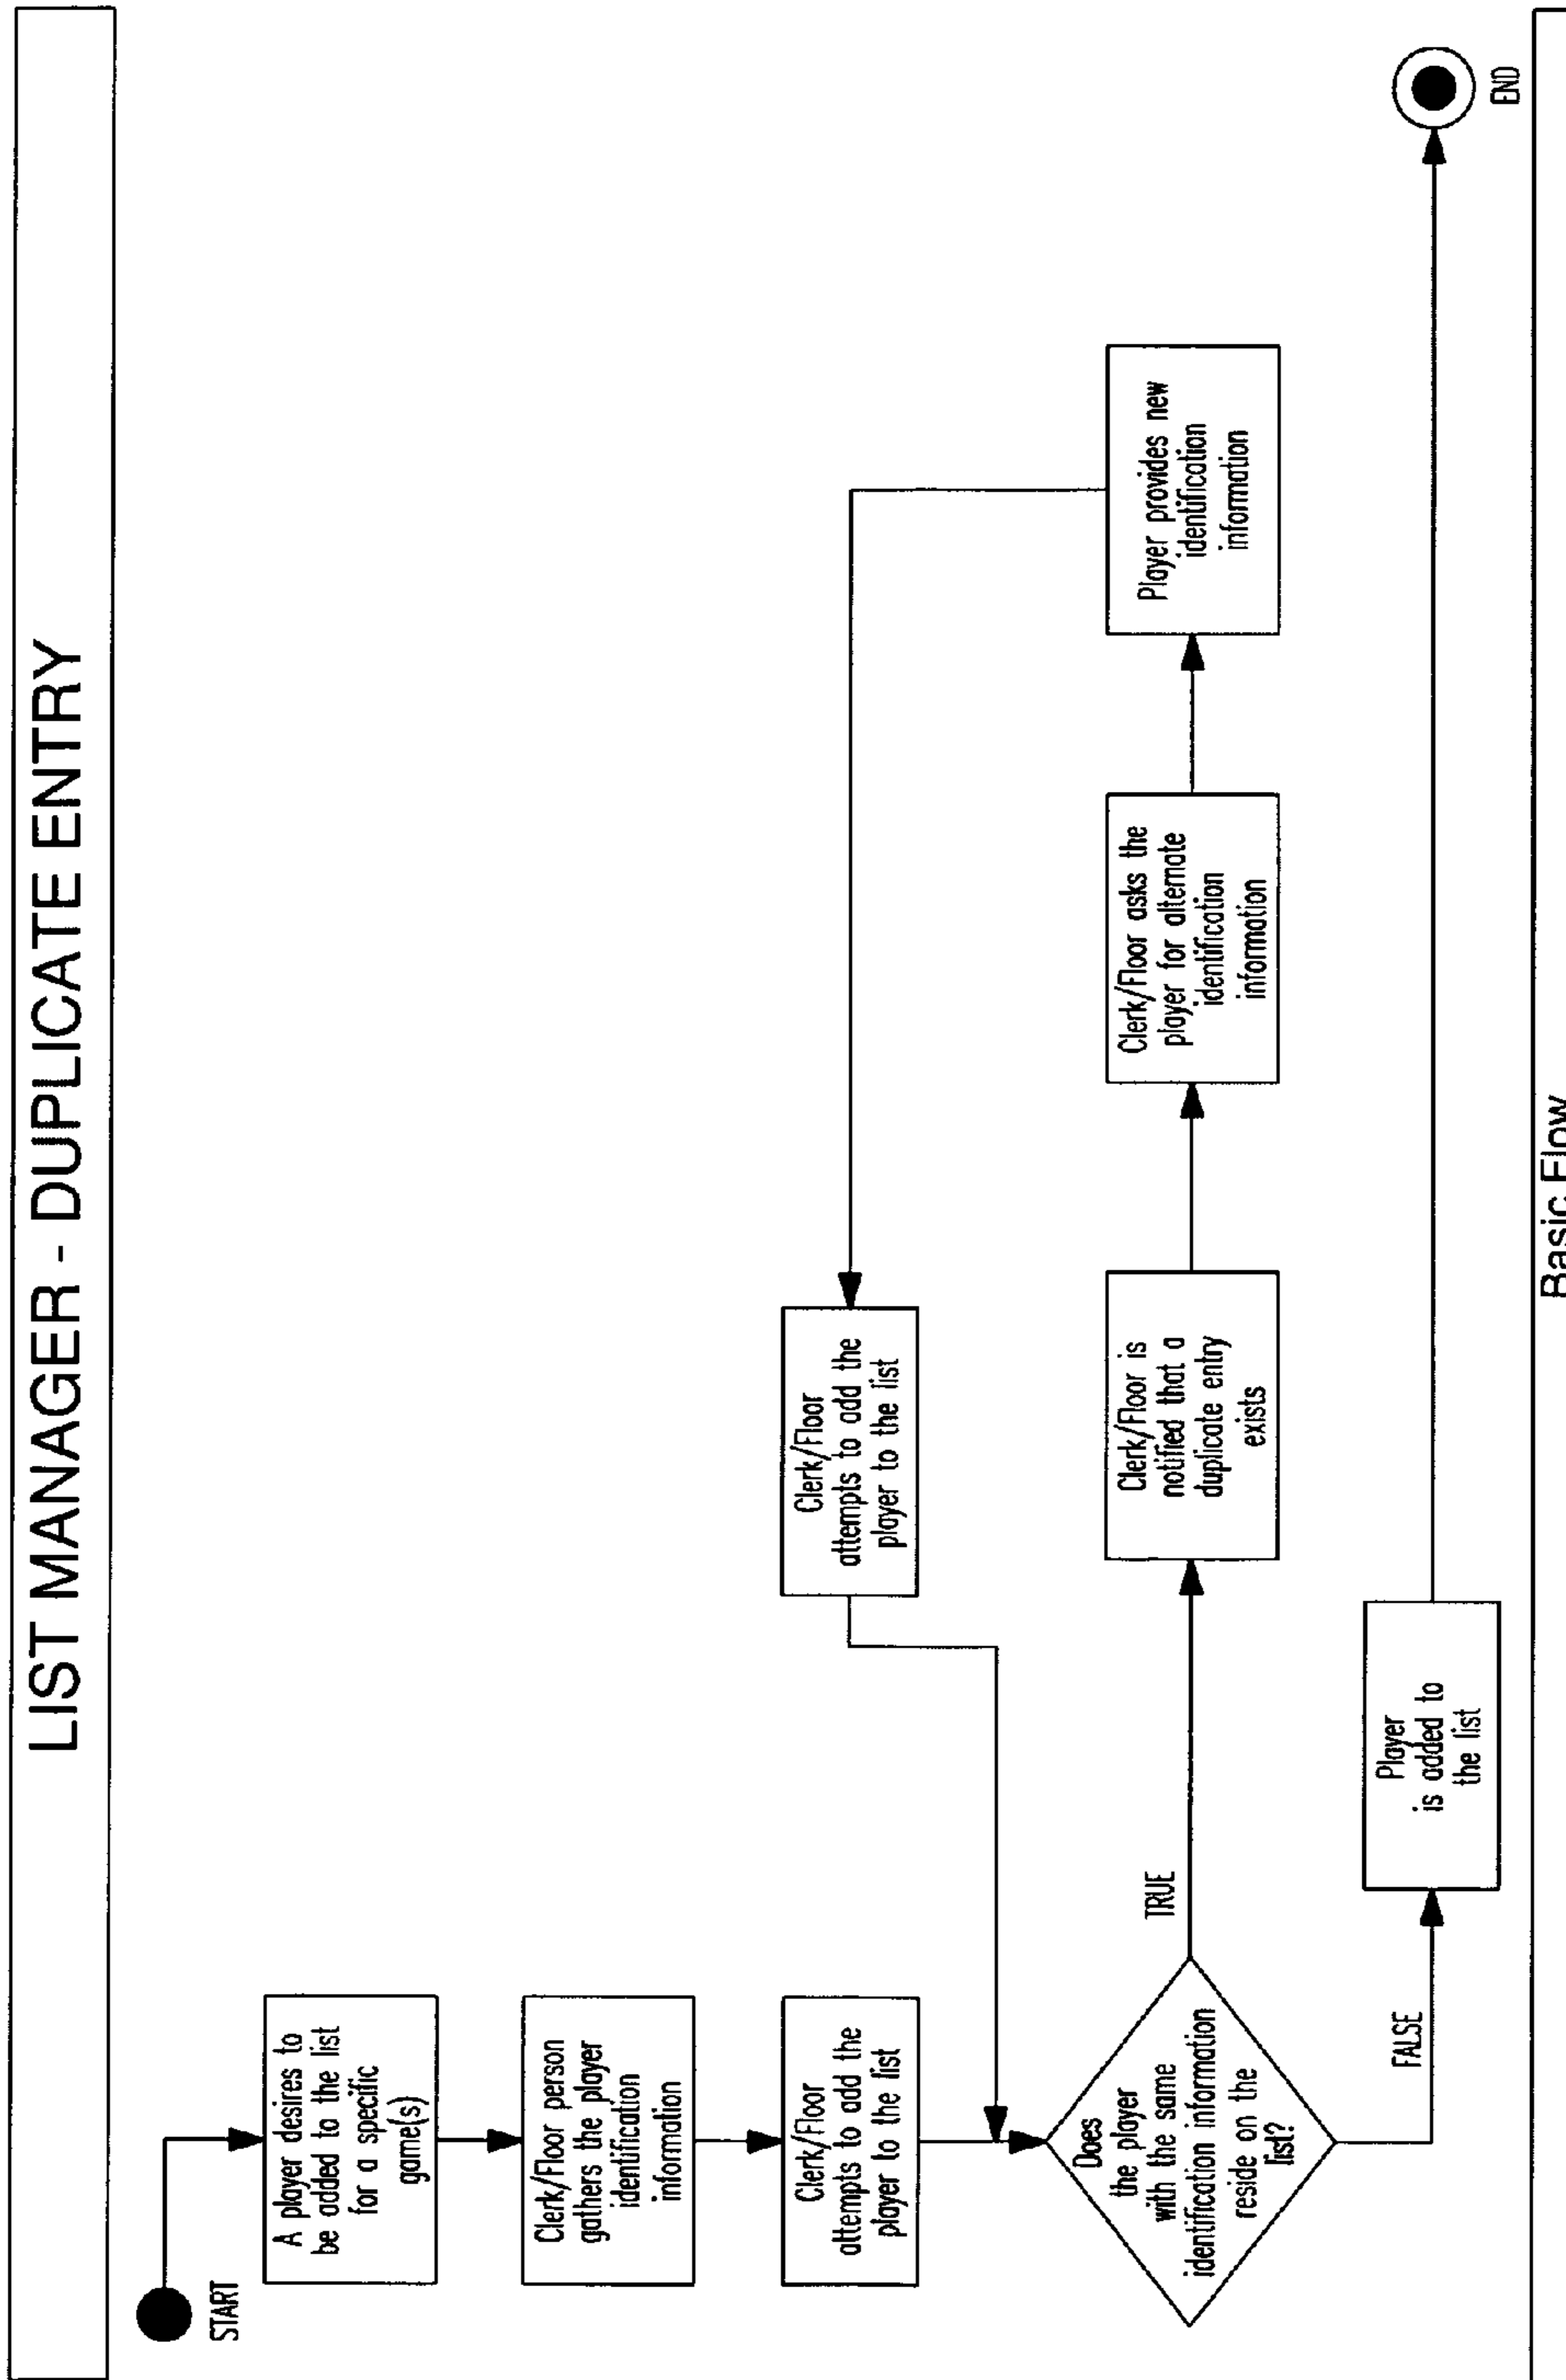 LIST MANAGER - DUPLICATE ENTRY
START
A player desires to
be added to the list
for a specific
game(s)
Clerk/Floor person
gathers the player
identification
information
Clerk/Floor
attempts to add the
player to the list
Does
the player
with the same
identification information
reside on the
list?
TRUE
FALSE
Clerk/Floor
attempts to add the
player to the list
Clerk/Floor is
notified that a
duplicate entry
exists
Clerk/Floor asks the
player for alternate
identification
information
Player provides new
identification
information
Player
is added to
the list
END
Basic Flow